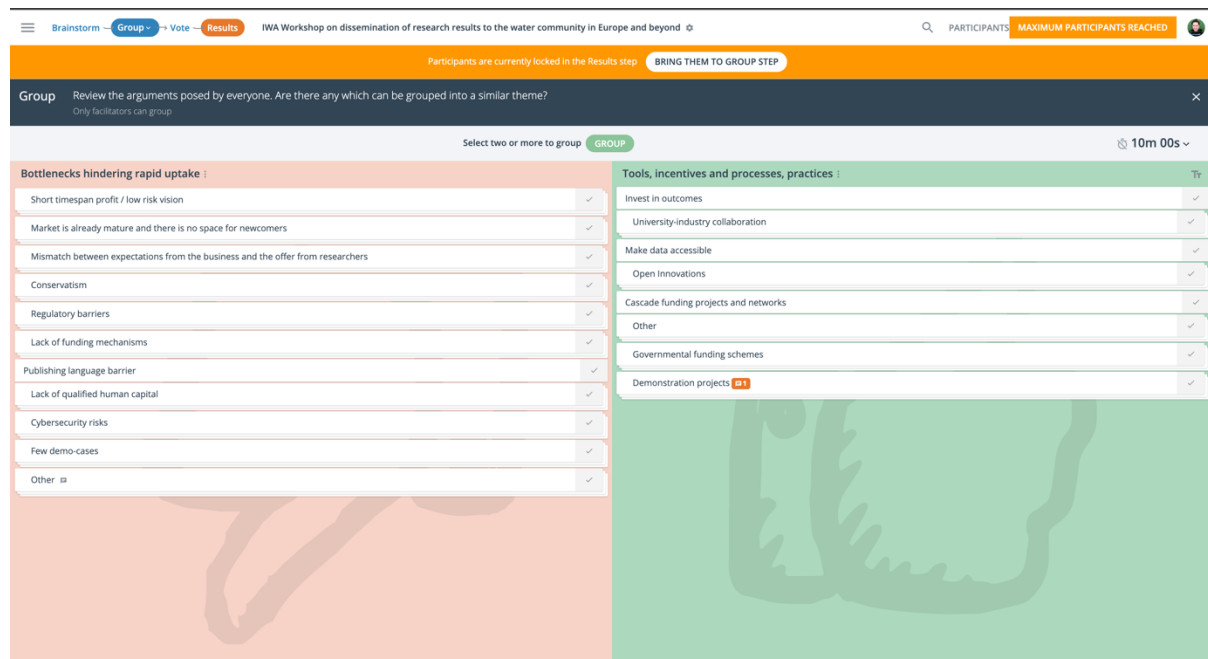 Brainstorm Group Vote Results IWA Workshop on dissemination of research results to the water community in Europe and beyond PARTICIPANTS MAXIMUM PARTICIPANTS REACHED
Participants are currently locked in the Results step BRING THEM TO GROUP STEP
Group Review the arguments posed by everyone. Are there any which can be grouped into a similar theme?
Only facilitators can group
Select two or more to group GROUP 10m 00s
Bottlenecks hindering rapid uptake
Short timespan profit / low risk vision
Market is already mature and there is no space for newcomers
Mismatch between expectations from the business and the offer from researchers
Conservatism
Regulatory barriers
Lack of funding mechanisms
Publishing language barrier
Lack of qualified human capital
Cybersecurity risks
Few demo-cases
Other
Tools, incentives and processes, practices Tт
Invest in outcomes
University-industry collaboration
Make data accessible
Open Innovations
Cascade funding projects and networks
Other
Governmental funding schemes
Demonstration projects 1